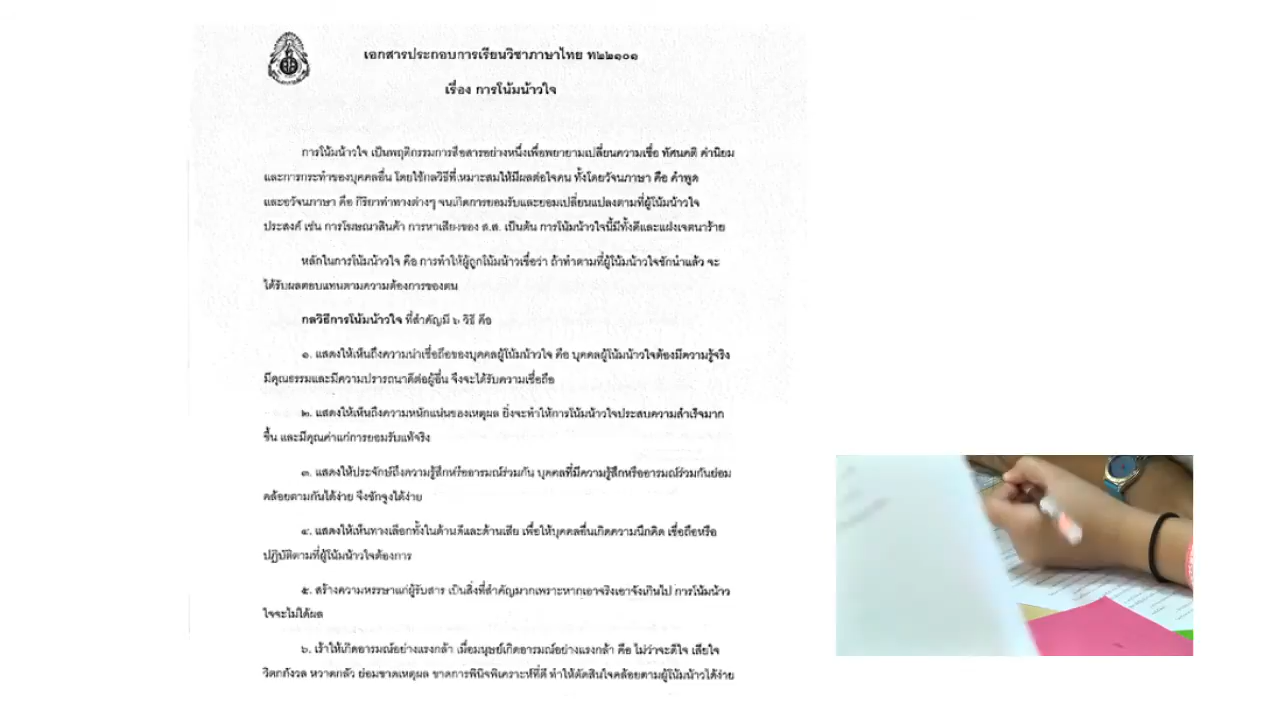 เอกสารประกอบการเรียนวิชาภาษาไทย ท๒๒๑๐๑
เรื่อง การโน้มน้าวใจ
การโน้มน้าวใจ เป็นพฤติกรรมการสื่อสารอย่างหนึ่งเพื่อพยายามเปลี่ยนความเชื่อ ทัศนคติ ค่านิยม
และการกระทำของบุคคลอื่น โดยใช้กลวิธีที่เหมาะสมให้มีผลต่อใจคน ทั้งโดยวัจนภาษา คือ คำพูด
และอวัจนภาษา คือ กิริยาท่าทางต่างๆ จนเกิดการยอมรับและยอมเปลี่ยนแปลงตามที่ผู้โน้มน้าวใจ
ประสงค์ เช่น การโฆษณาสินค้า การหาเสียงของ ส.ส. เป็นต้น การโน้มน้าวใจนี้มีทั้งดีและแฝงเจตนาร้าย
หลักในการโน้มน้าวใจ คือ การทำให้ผู้ถูกโน้มน้าวเชื่อว่า ถ้าทำตามที่ผู้โน้มน้าวใจชักนำแล้ว จะ
ได้รับผลตอบแทนตามความต้องการของตน
กลวิธีการโน้มน้าวใจ ที่สำคัญมี ๖ วิธี คือ
๑. แสดงให้เห็นถึงความน่าเชื่อถือของบุคคลผู้โน้มน้าวใจ คือ บุคคลผู้โน้มน้าวใจต้องมีความรู้จริง
มีคุณธรรมและมีความปรารถนาดีต่อผู้อื่น จึงจะได้รับความเชื่อถือ
๒. แสดงให้เห็นถึงความหนักแน่นของเหตุผล ยิ่งจะทำให้การโน้มน้าวใจประสบความสำเร็จมาก
ขึ้น และมีคุณค่าแก่การยอมรับแท้จริง
๓. แสดงให้ประจักษ์ถึงความรู้สึกหรืออารมณ์ร่วมกัน บุคคลที่มีความรู้สึกหรืออารมณ์ร่วมกันย่อม
คล้อยตามกันได้ง่าย จึงชักจูงได้ง่าย
๔. แสดงให้เห็นทางเลือกทั้งในด้านดีและด้านเสีย เพื่อให้บุคคลอื่นเกิดความนึกคิด เชื่อถือหรือ
ปฏิบัติตามที่ผู้โน้มน้าวใจต้องการ
๕. สร้างความหรรษาแก่ผู้รับสาร เป็นสิ่งที่สำคัญมากเพราะหากเอาจริงเอาจังเกินไป การโน้มน้าว
ใจจะไม่ได้ผล
๖. เร้าให้เกิดอารมณ์อย่างแรงกล้า เมื่อมนุษย์เกิดอารมณ์อย่างแรงกล้า คือ ไม่ว่าจะดีใจ เสียใจ
วิตกกังวล หวาดกลัว ย่อมขาดเหตุผล ขาดการพินิจพิเคราะห์ที่ดี ทำให้ตัดสินใจคล้อยตามผู้โน้มน้าวได้ง่าย